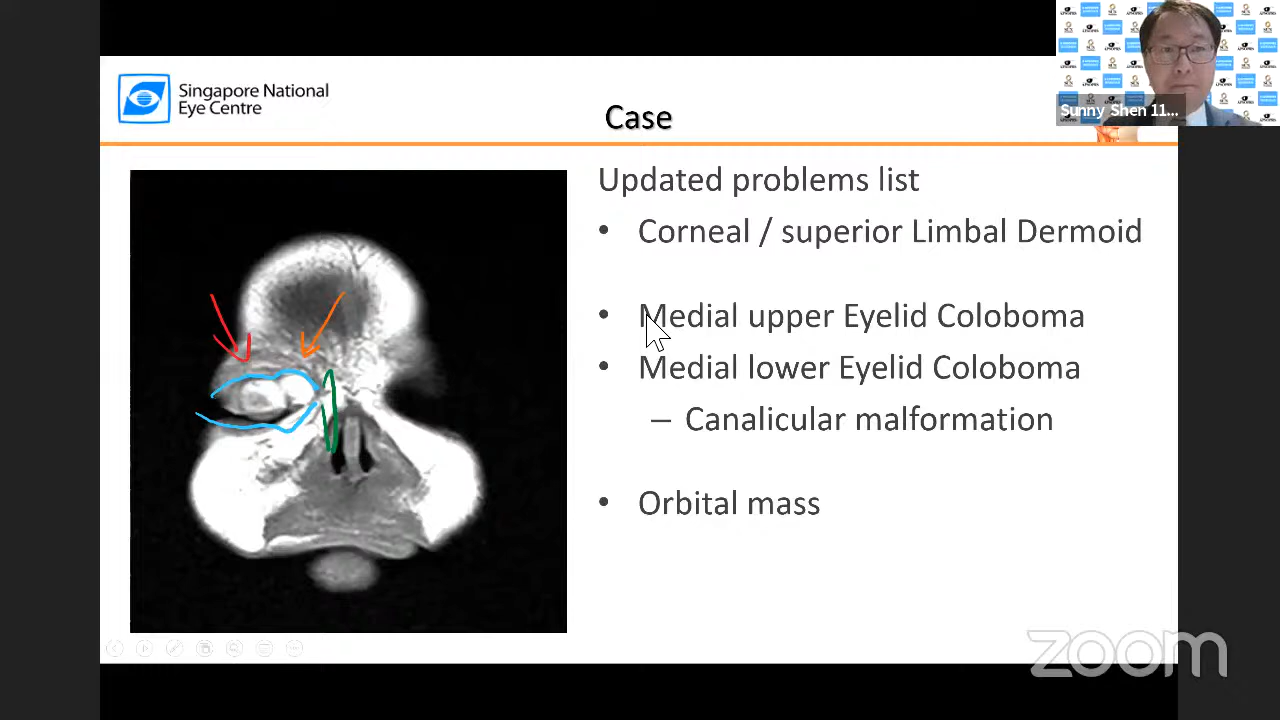 Singapore National
Eye Centre
Case
Sunny Shen 11...
Updated problems list
• Corneal / superior Limbal Dermoid
• Medial upper Eyelid Coloboma
• Medial lower Eyelid Coloboma
– Canalicular malformation
• Orbital mass
zoom